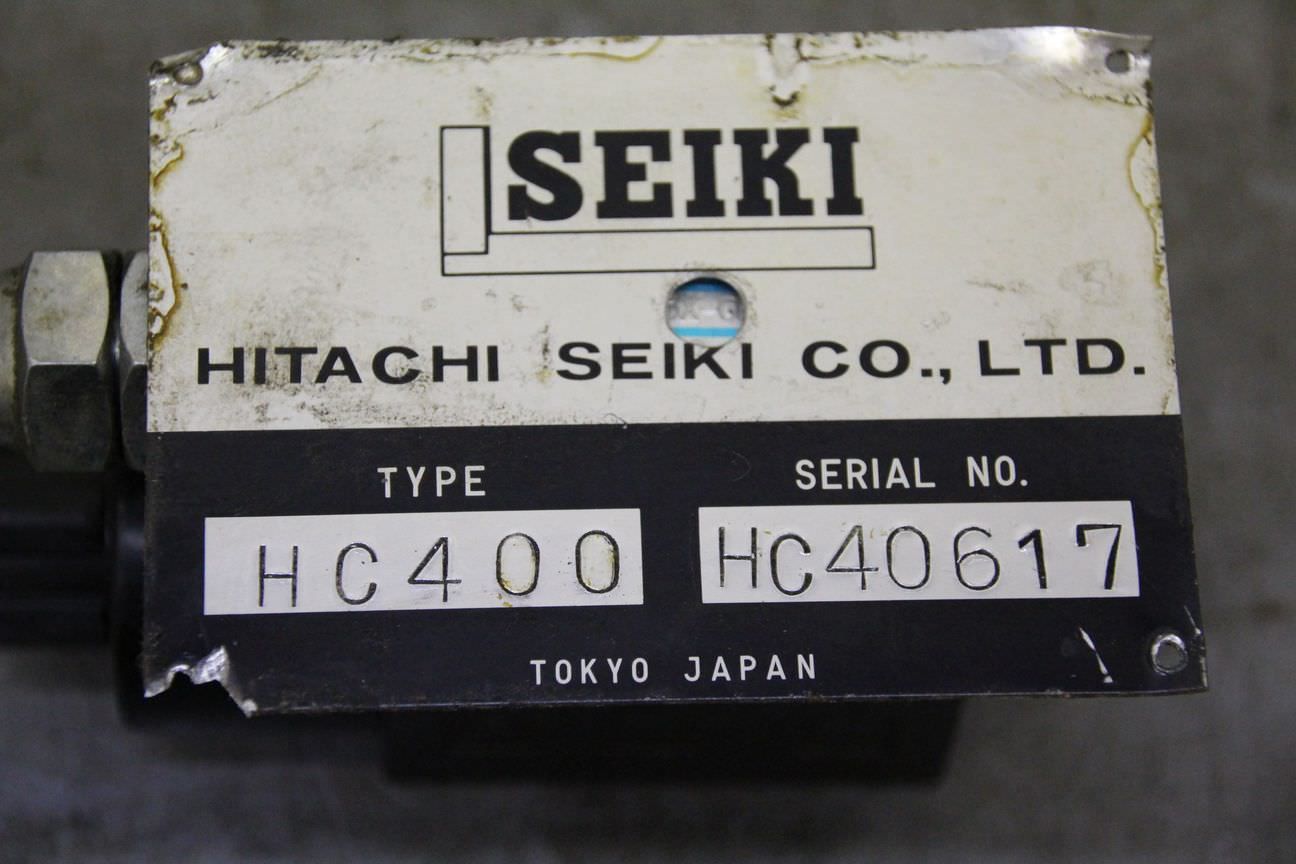 SEIKI
HITACHI SEIKI CO., LTD.
TYPE SERIAL NO.
HC400 HC40617
TOKYO JAPAN